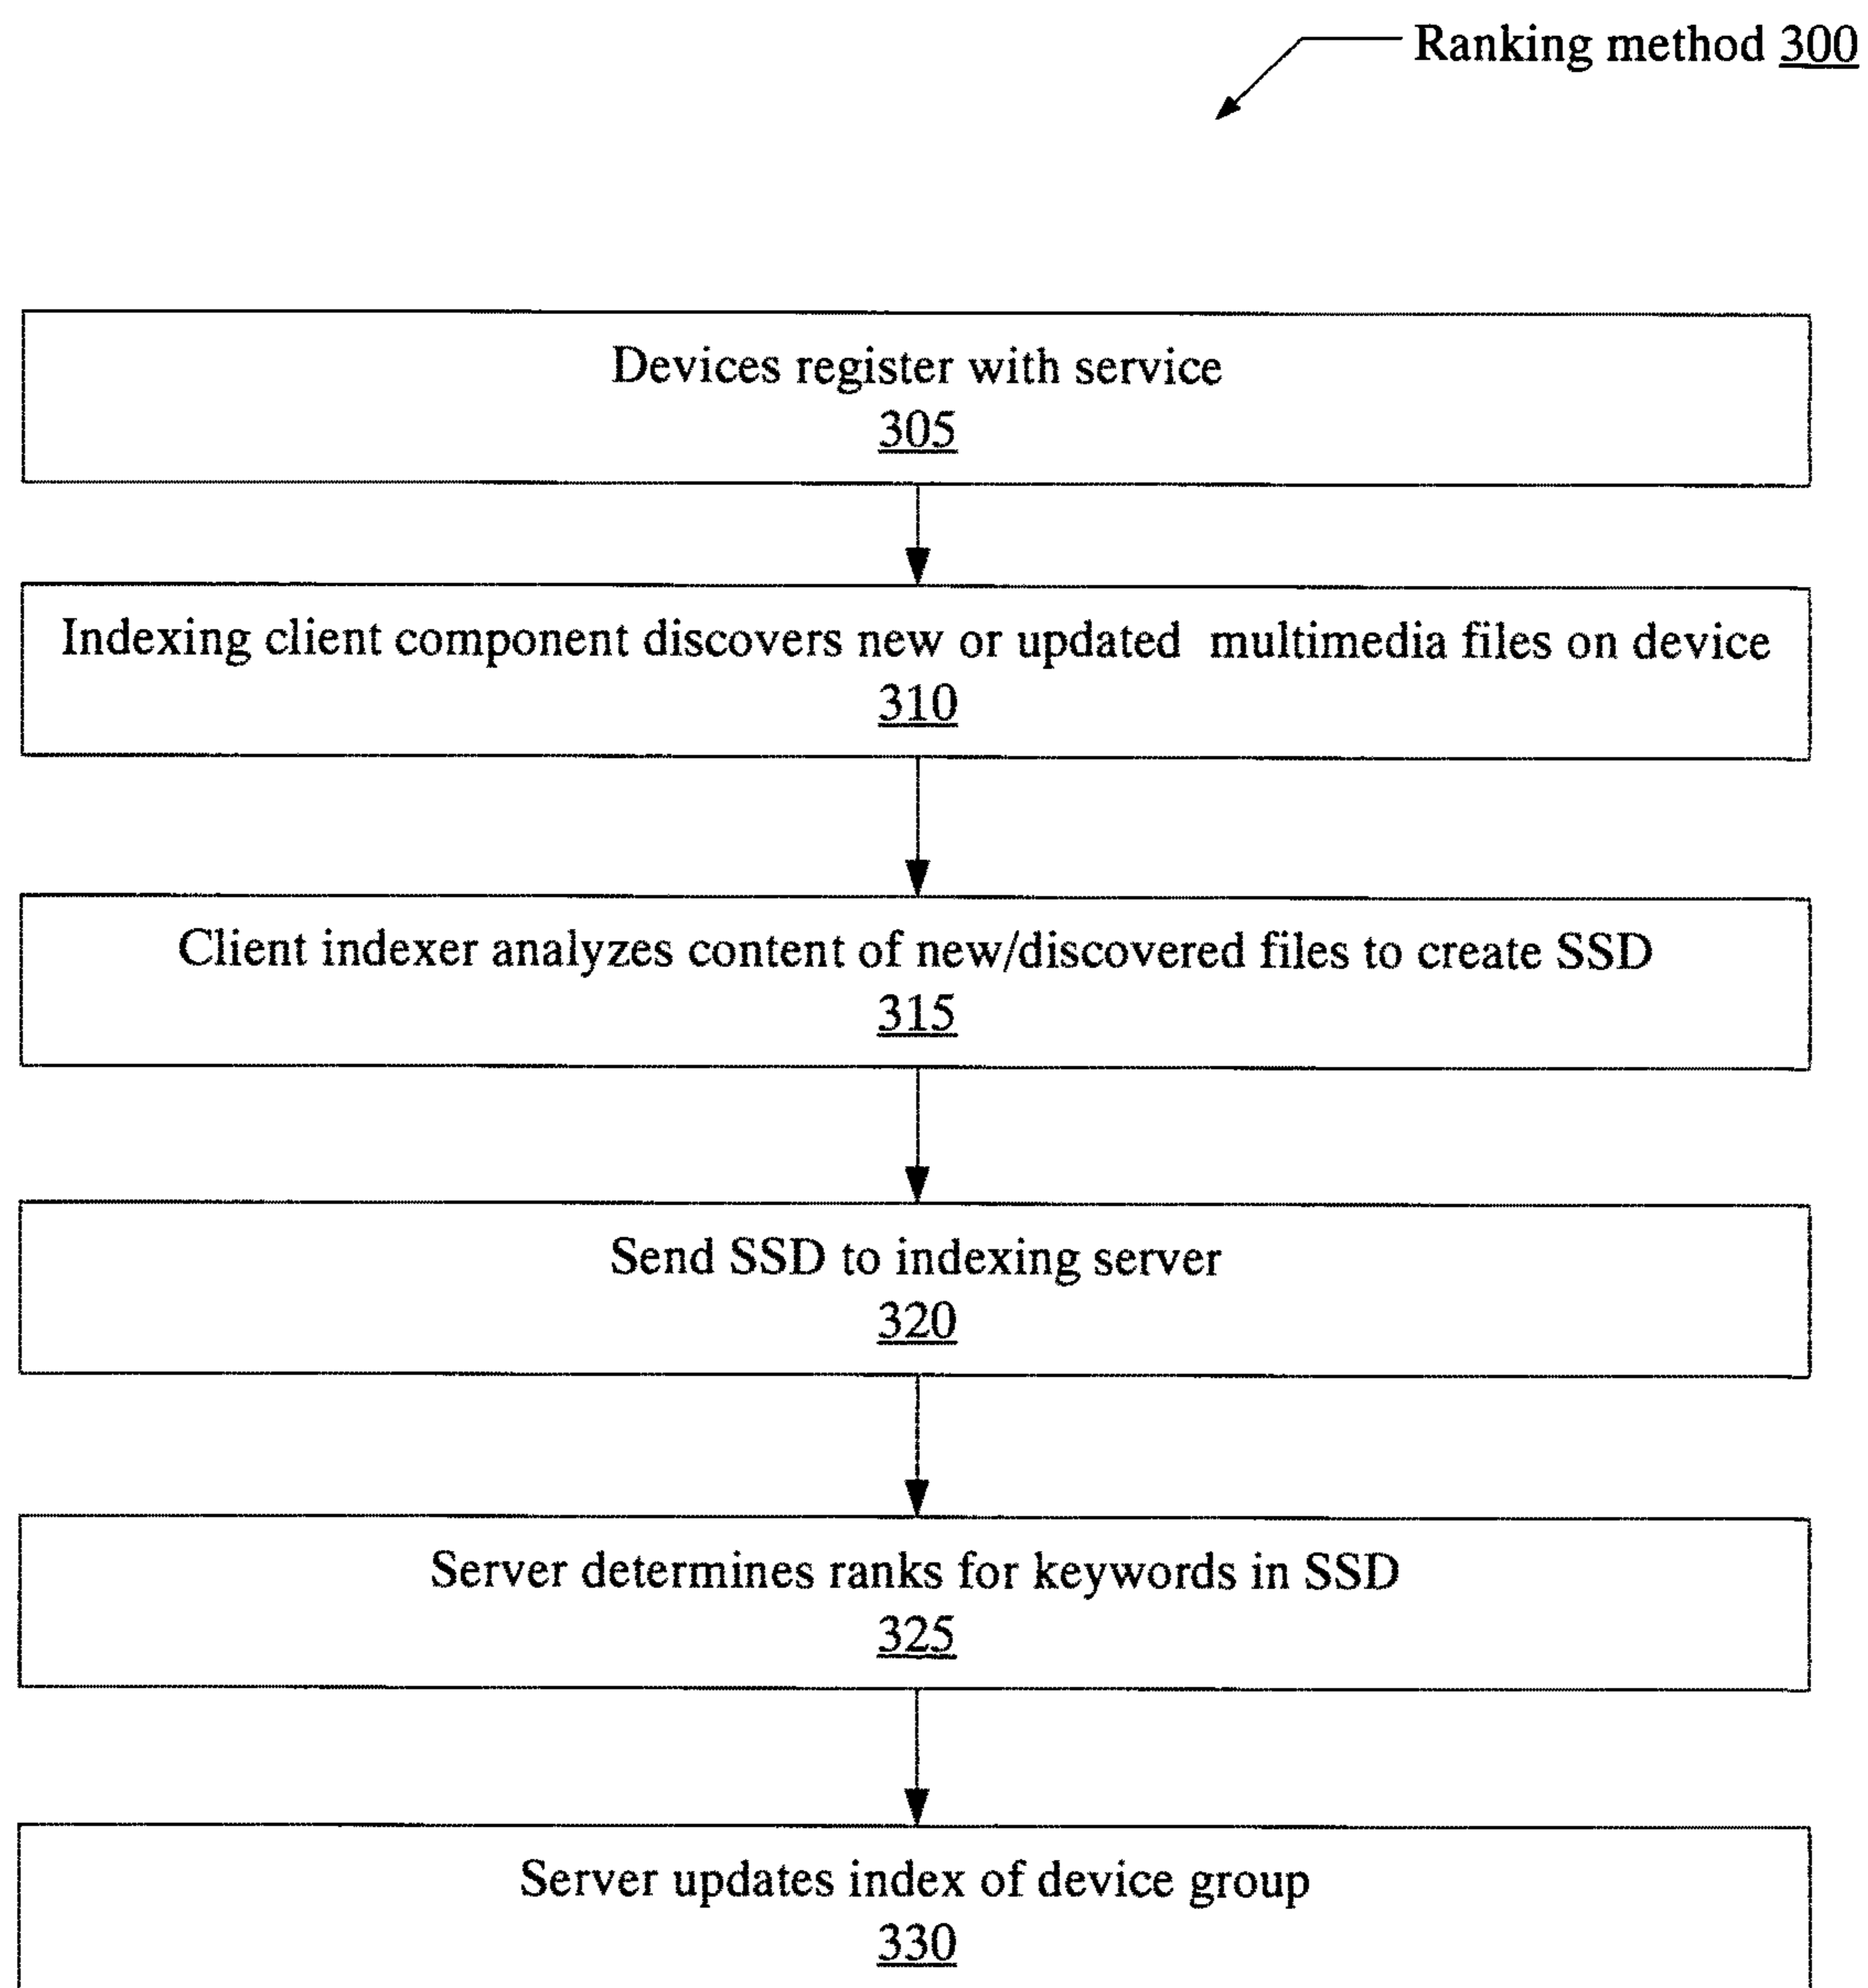 Ranking method 300
Devices register with service
305
Indexing client component discovers new or updated multimedia files on device
310
Client indexer analyzes content of new/discovered files to create SSD
315
Send SSD to indexing server
320
Server determines ranks for keywords in SSD
325
Server updates index of device group
330